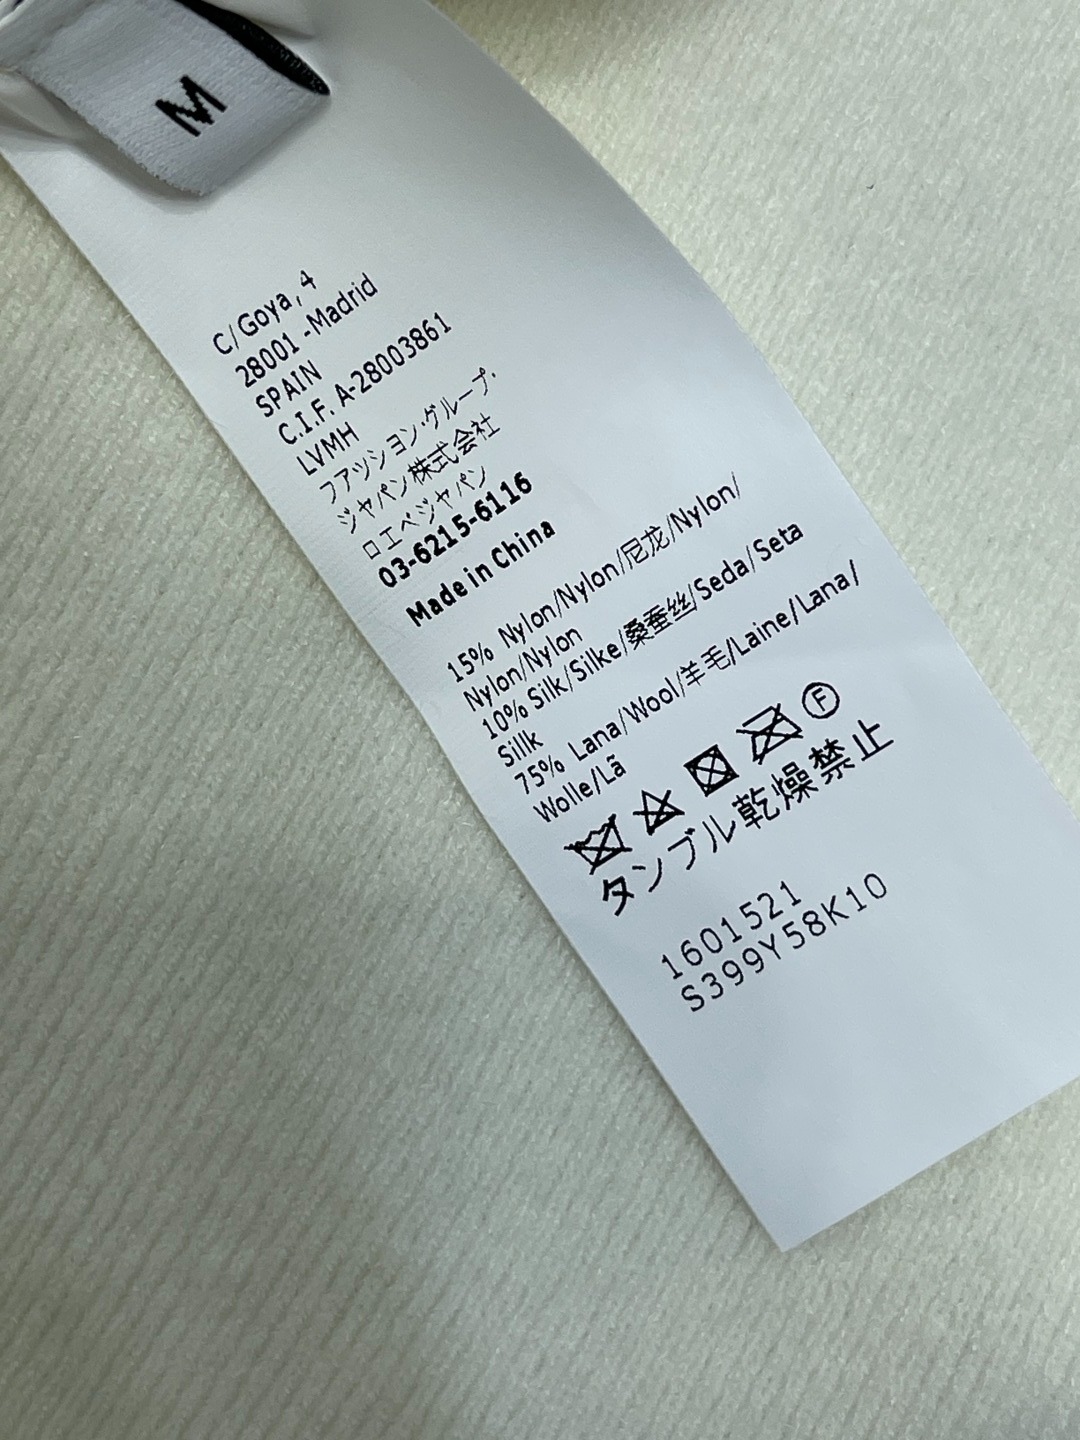 M
C/Goya, 4
28001 -Madrid
SPAIN
C.I.F. A-28003861
LVMH
フアッション・グループ・
ジャパン株式会社
ロエベジャパン
03-6215-6116
Made in China
15% Nylon/Nylon/尼龙/Nylon/
Nylon/Nylon
10% Silk/Silke/桑蚕丝/Seda/Seta
Sillk
75% Lana/Wool/羊毛/Laine/Lana/
Wolle/Lã
F
タンブル乾燥禁止
1601521
S399Y58K10